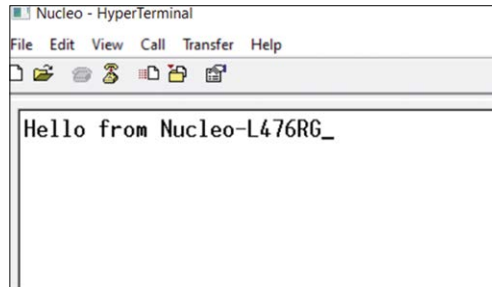 Nucleo - HyperTerminal
File Edit View Call Transfer Help
Hello from Nucleo-L476RG_